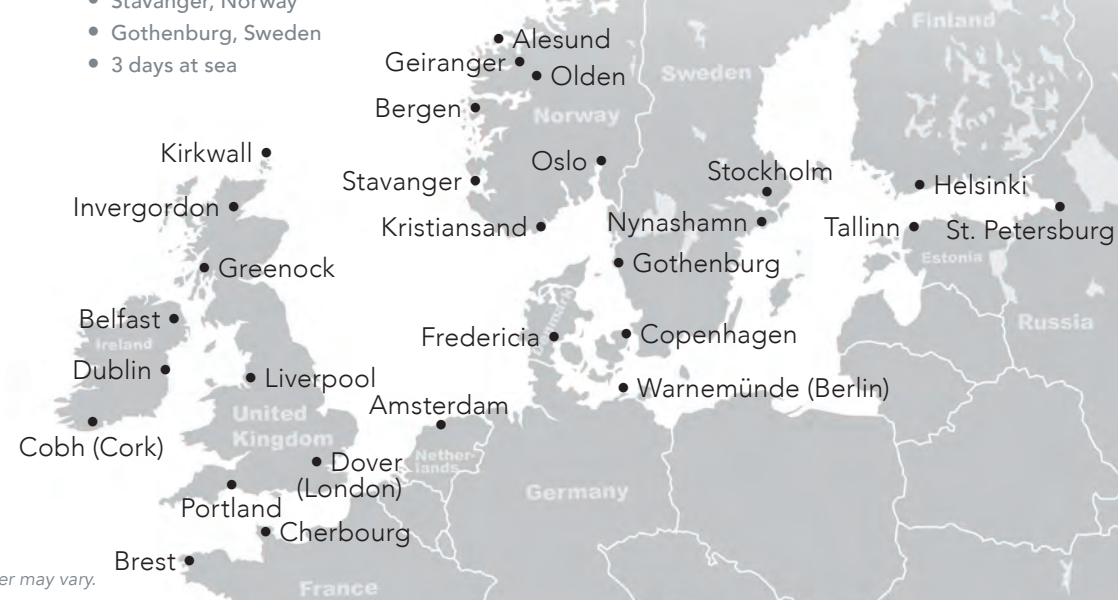 Stavanger, Norway
• Gothenburg, Sweden
• 3 days at sea
Finland
Alesund
Geiranger
Olden
Sweden
Bergen
Norway
Kirkwall
Oslo
Stockholm
Stavanger
Helsinki
Invergordon
Kristiansand
Nynashamn
Tallinn
St. Petersburg
Greenock
Gothenburg
Estonia
Belfast
Ireland
Denmark
Fredericia
Copenhagen
Russia
Dublin
Liverpool
Warnemünde (Berlin)
Amsterdam
United
Kingdom
Cobh (Cork)
Nether-
lands
Dover
(London)
Germany
Portland
Cherbourg
Brest
er may vary.
France